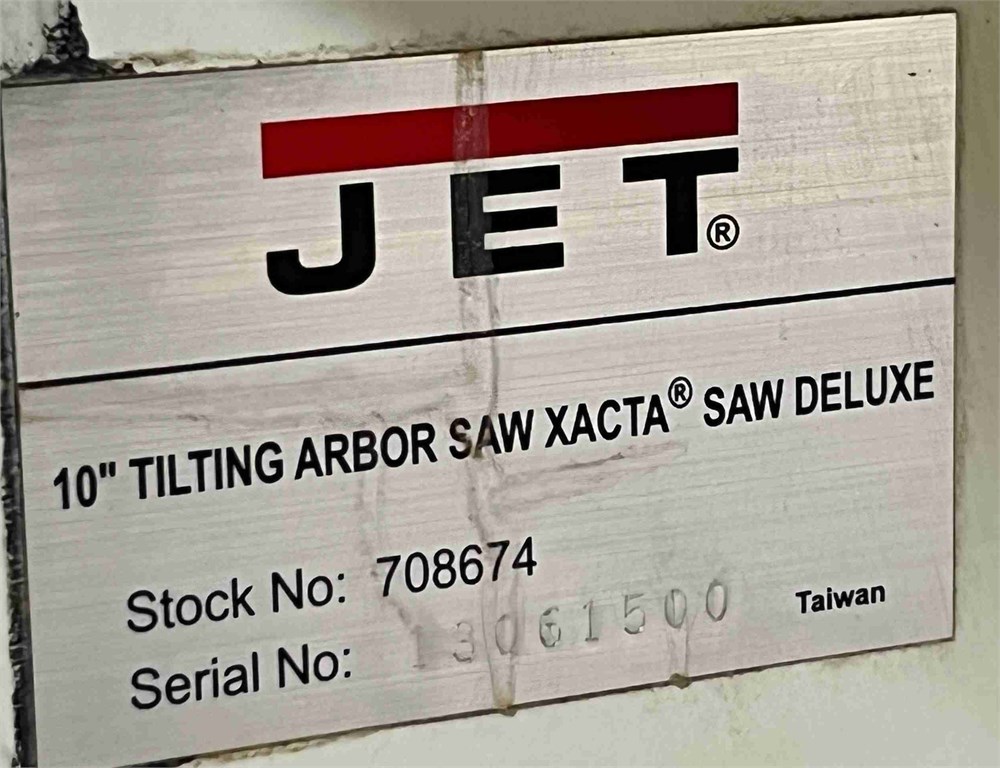 JET®
10" TILTING ARBOR SAW XACTA® SAW DELUXE
Stock No: 708674
Serial No: 13061500
Taiwan